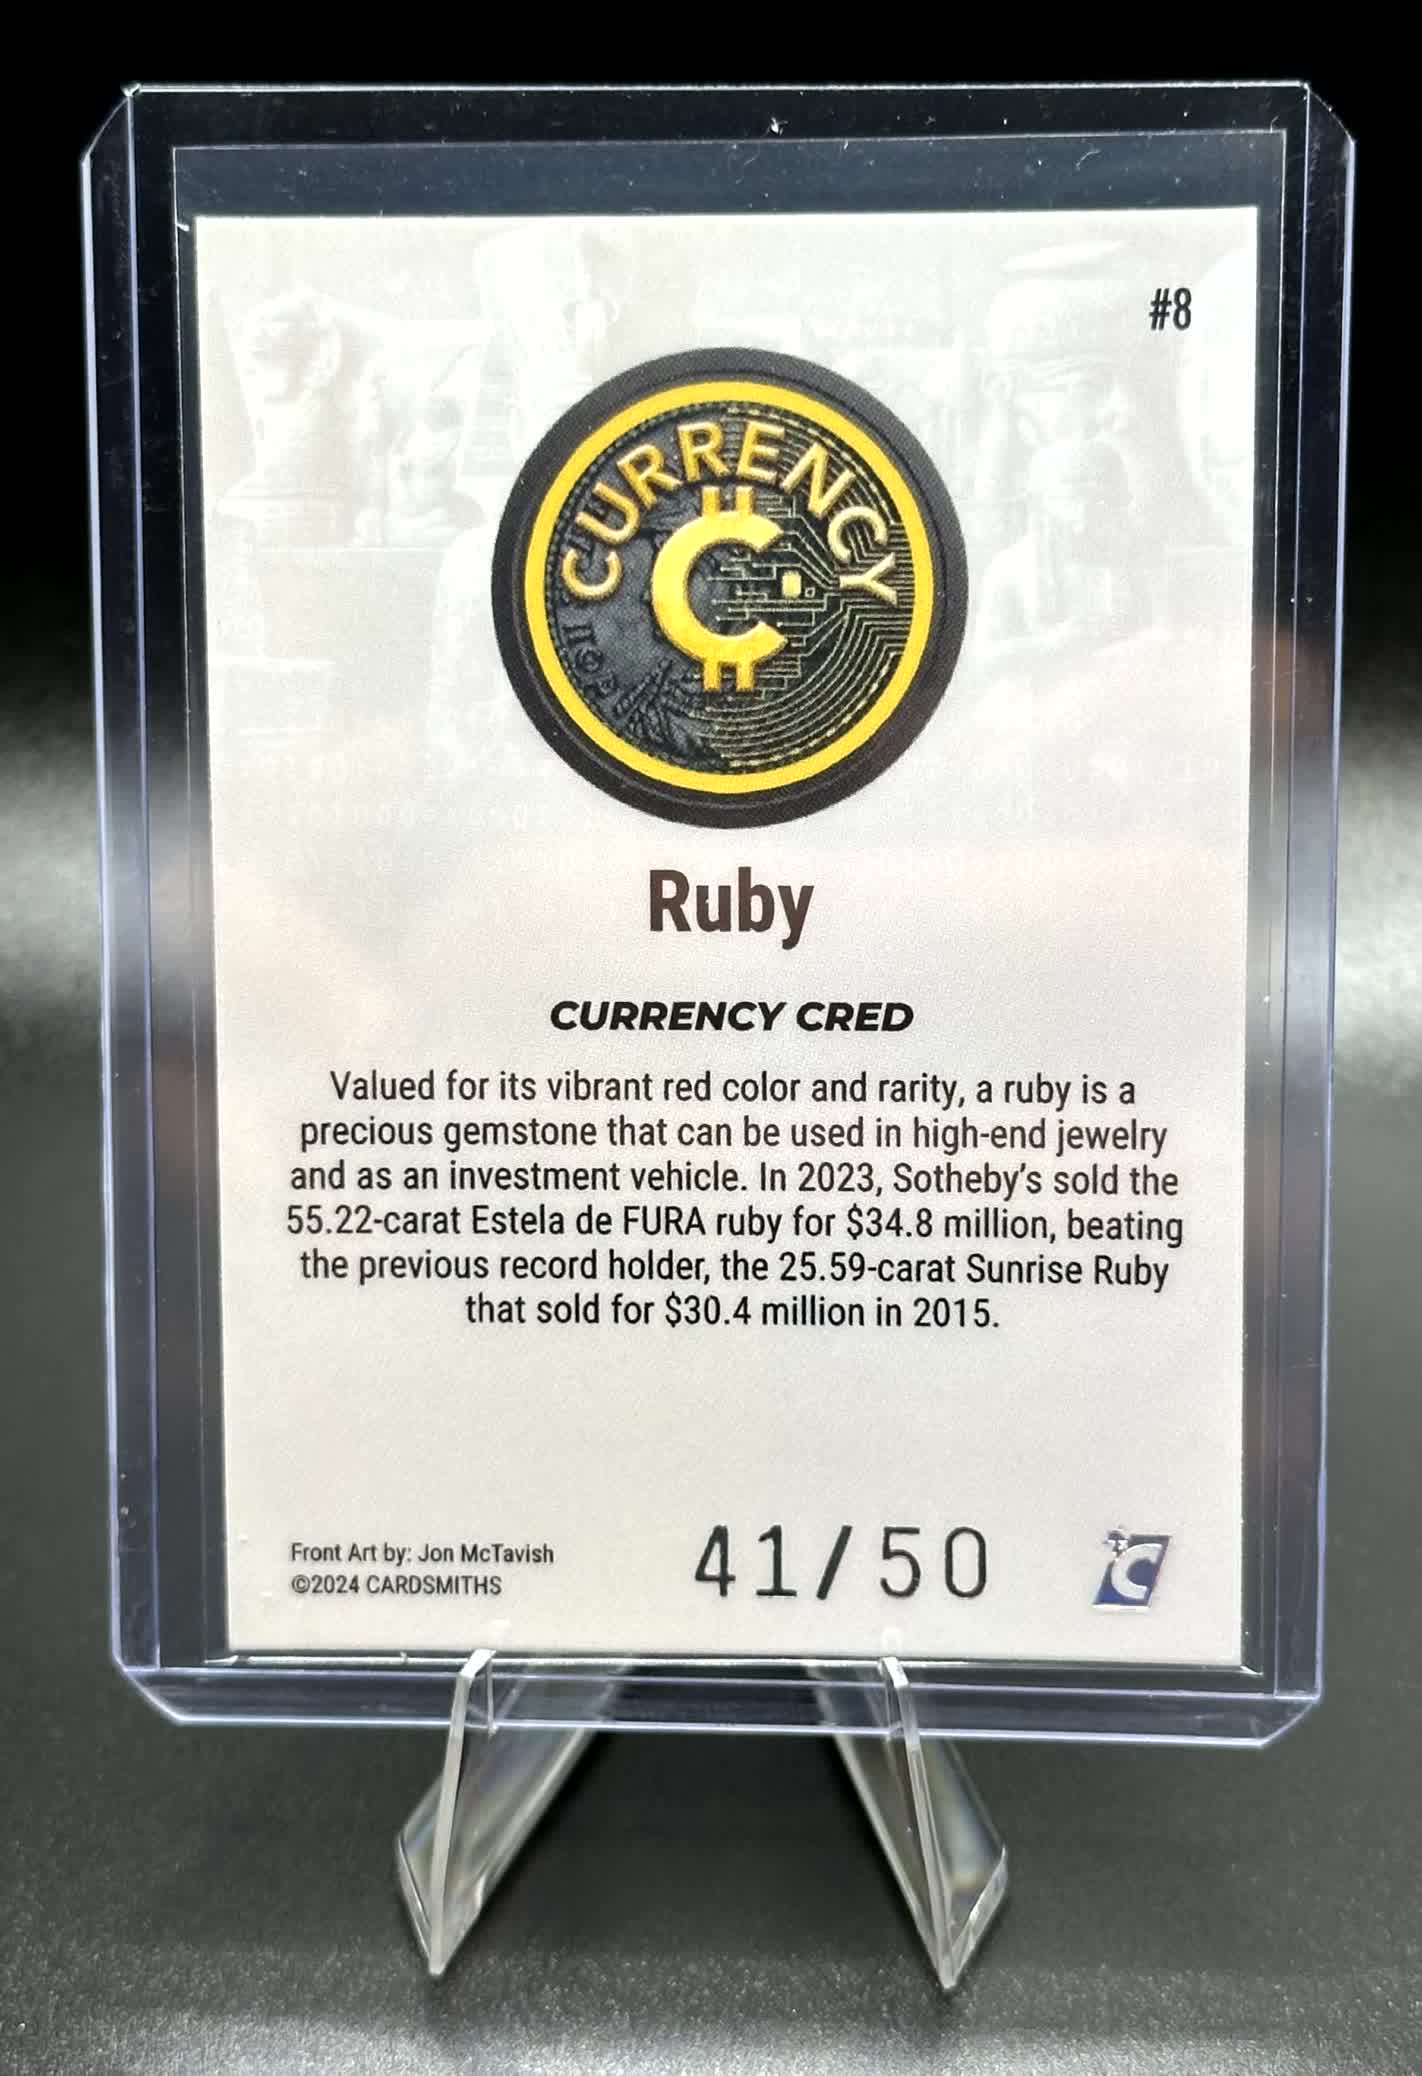 #8
CURRENCY
C
Ruby
CURRENCY CRED
Valued for its vibrant red color and rarity, a ruby is a
precious gemstone that can be used in high-end jewelry
and as an investment vehicle. In 2023, Sotheby's sold the
55.22-carat Estela de FURA ruby for $34.8 million, beating
the previous record holder, the 25.59-carat Sunrise Ruby
that sold for $30.4 million in 2015.
Front Art by: Jon McTavish
©2024 CARDSMITHS
41/50
C